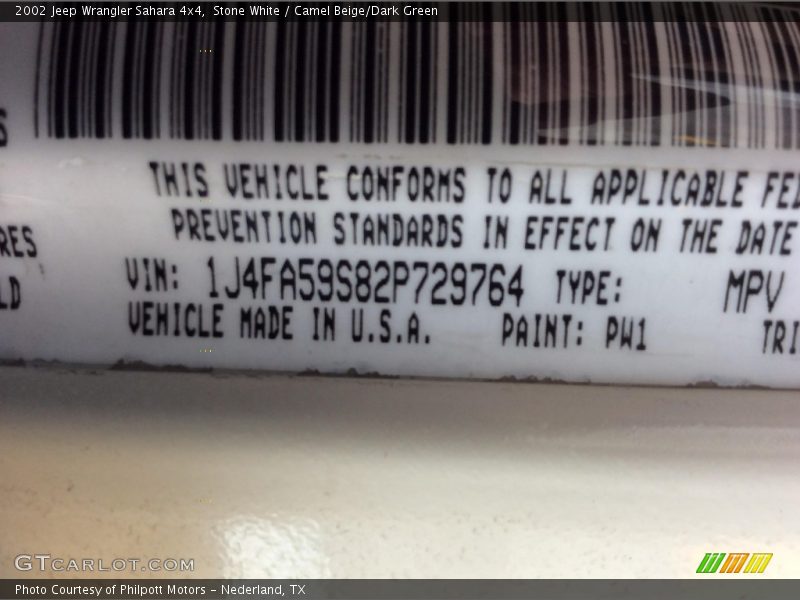 2002 Jeep Wrangler Sahara 4x4, Stone White / Camel Beige/Dark Green
THIS VEHICLE CONFORMS TO ALL APPLICABLE
PREVENTION STANDARDS IN EFFECT ON THE DATE
VIN: 1J4FA59S82P729764 TYPE: MPV
VEHICLE MADE IN U.S.A. PAINT: PW1
GTCARLOT.COM
Photo Courtesy of Philpott Motors - Nederland, TX